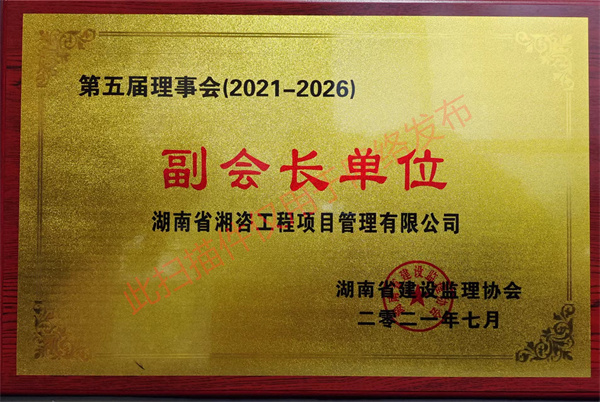 第五届理事会(2021-2026)
副会长单位
湖南省湘咨工程项目管理有限公司
湖南省建设监理协会
二零二一年七月